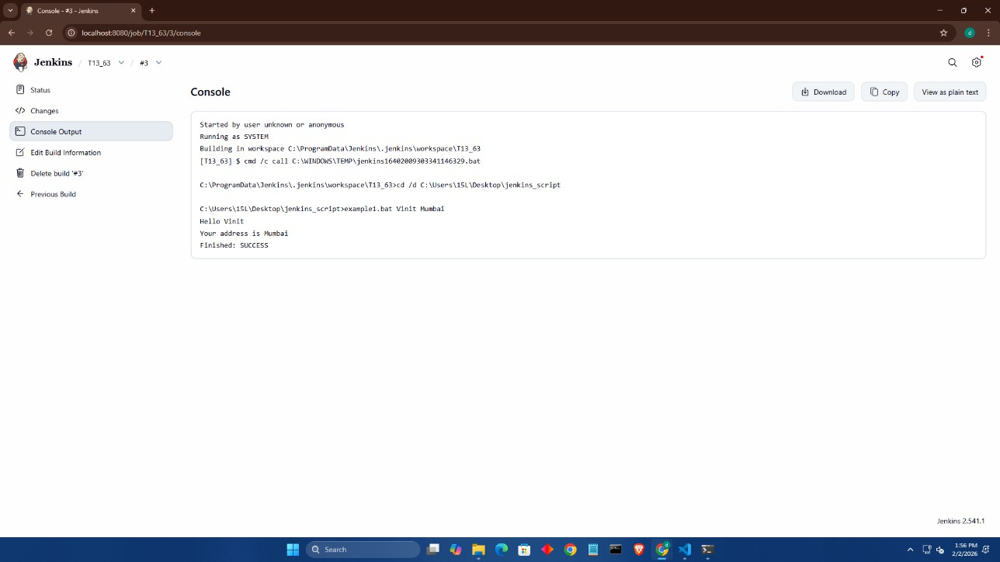 Console - #3 - Jenkins
localhost:8080/job/T13_63/3/console
d
Jenkins / T13_63 / #3
Status
Changes
Console Output
Edit Build Information
Delete build '#3'
Previous Build
Console
Download
Copy
View as plain text
Started by user unknown or anonymous
Running as SYSTEM
Building in workspace C:\ProgramData\Jenkins\.jenkins\workspace\T13_63
[T13_63] $ cmd /c call C:\WINDOWS\TEMP\jenkins16402009303341146329.bat
C:\ProgramData\Jenkins\.jenkins\workspace\T13_63>cd /d C:\Users\15L\Desktop\jenkins_script
C:\Users\15L\Desktop\jenkins_script>example1.bat Vinit Mumbai
Hello Vinit
Your address is Mumbai
Finished: SUCCESS
Jenkins 2.541.1
Search
d
1:56 PM
2/2/2026